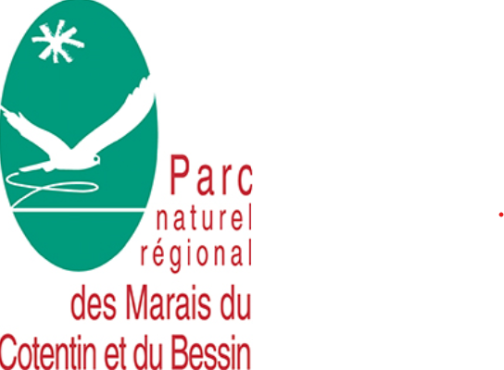 Parc
naturel
régional
des Marais du
Cotentin et du Bessin